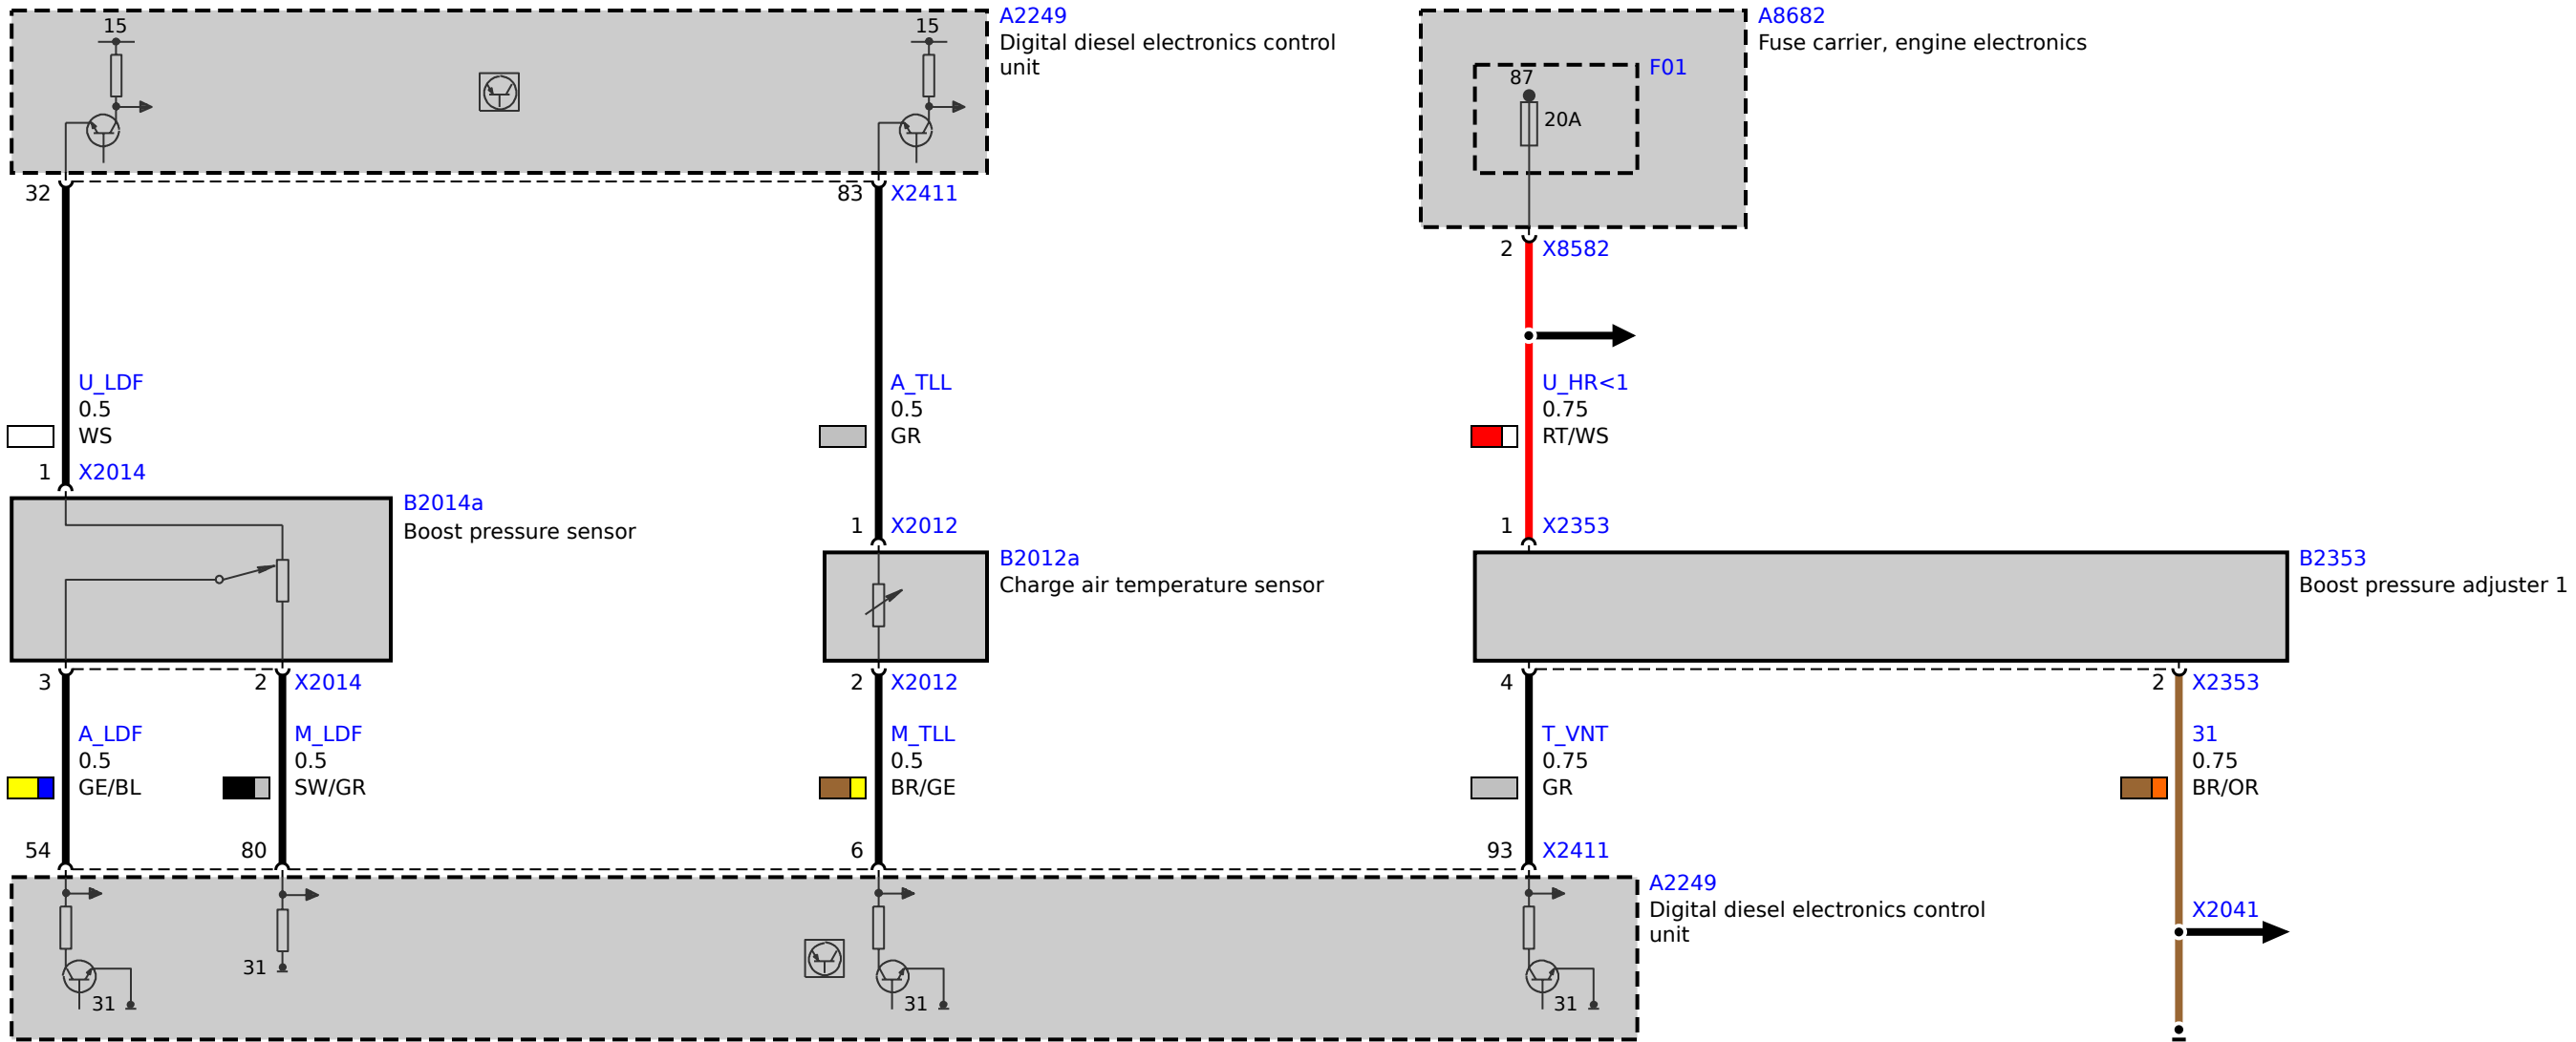 15
15
A2249
Digital diesel electronics control
unit
A8682
Fuse carrier, engine electronics
F01
87
20A
32
83
X2411
2
X8582
U_LDF
0.5
WS
A_TLL
0.5
GR
U_HR<1
0.75
RT/WS
1
X2014
B2014a
Boost pressure sensor
1
X2012
B2012a
Charge air temperature sensor
1
X2353
B2353
Boost pressure adjuster 1
3
2
X2014
2
X2012
4
2
X2353
A_LDF
0.5
GE/BL
M_LDF
0.5
SW/GR
M_TLL
0.5
BR/GE
T_VNT
0.75
GR
31
0.75
BR/OR
54
80
6
93
X2411
A2249
Digital diesel electronics control
unit
X2041
31
31
31
31